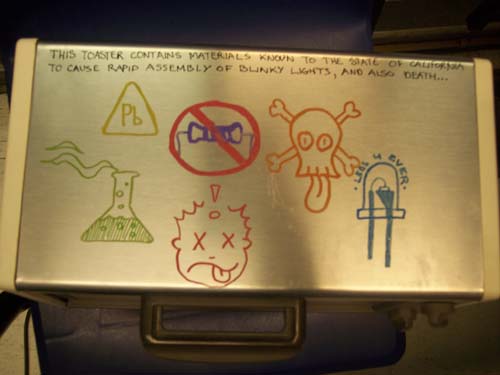 THIS TOASTER CONTAINS MATERIALS KNOWN TO THE STATE OF CALIFORNIA
TO CAUSE RAPID ASSEMBLY OF BLINKY LIGHTS, AND ALSO DEATH...
Pb
LEDS 4 EVER
!